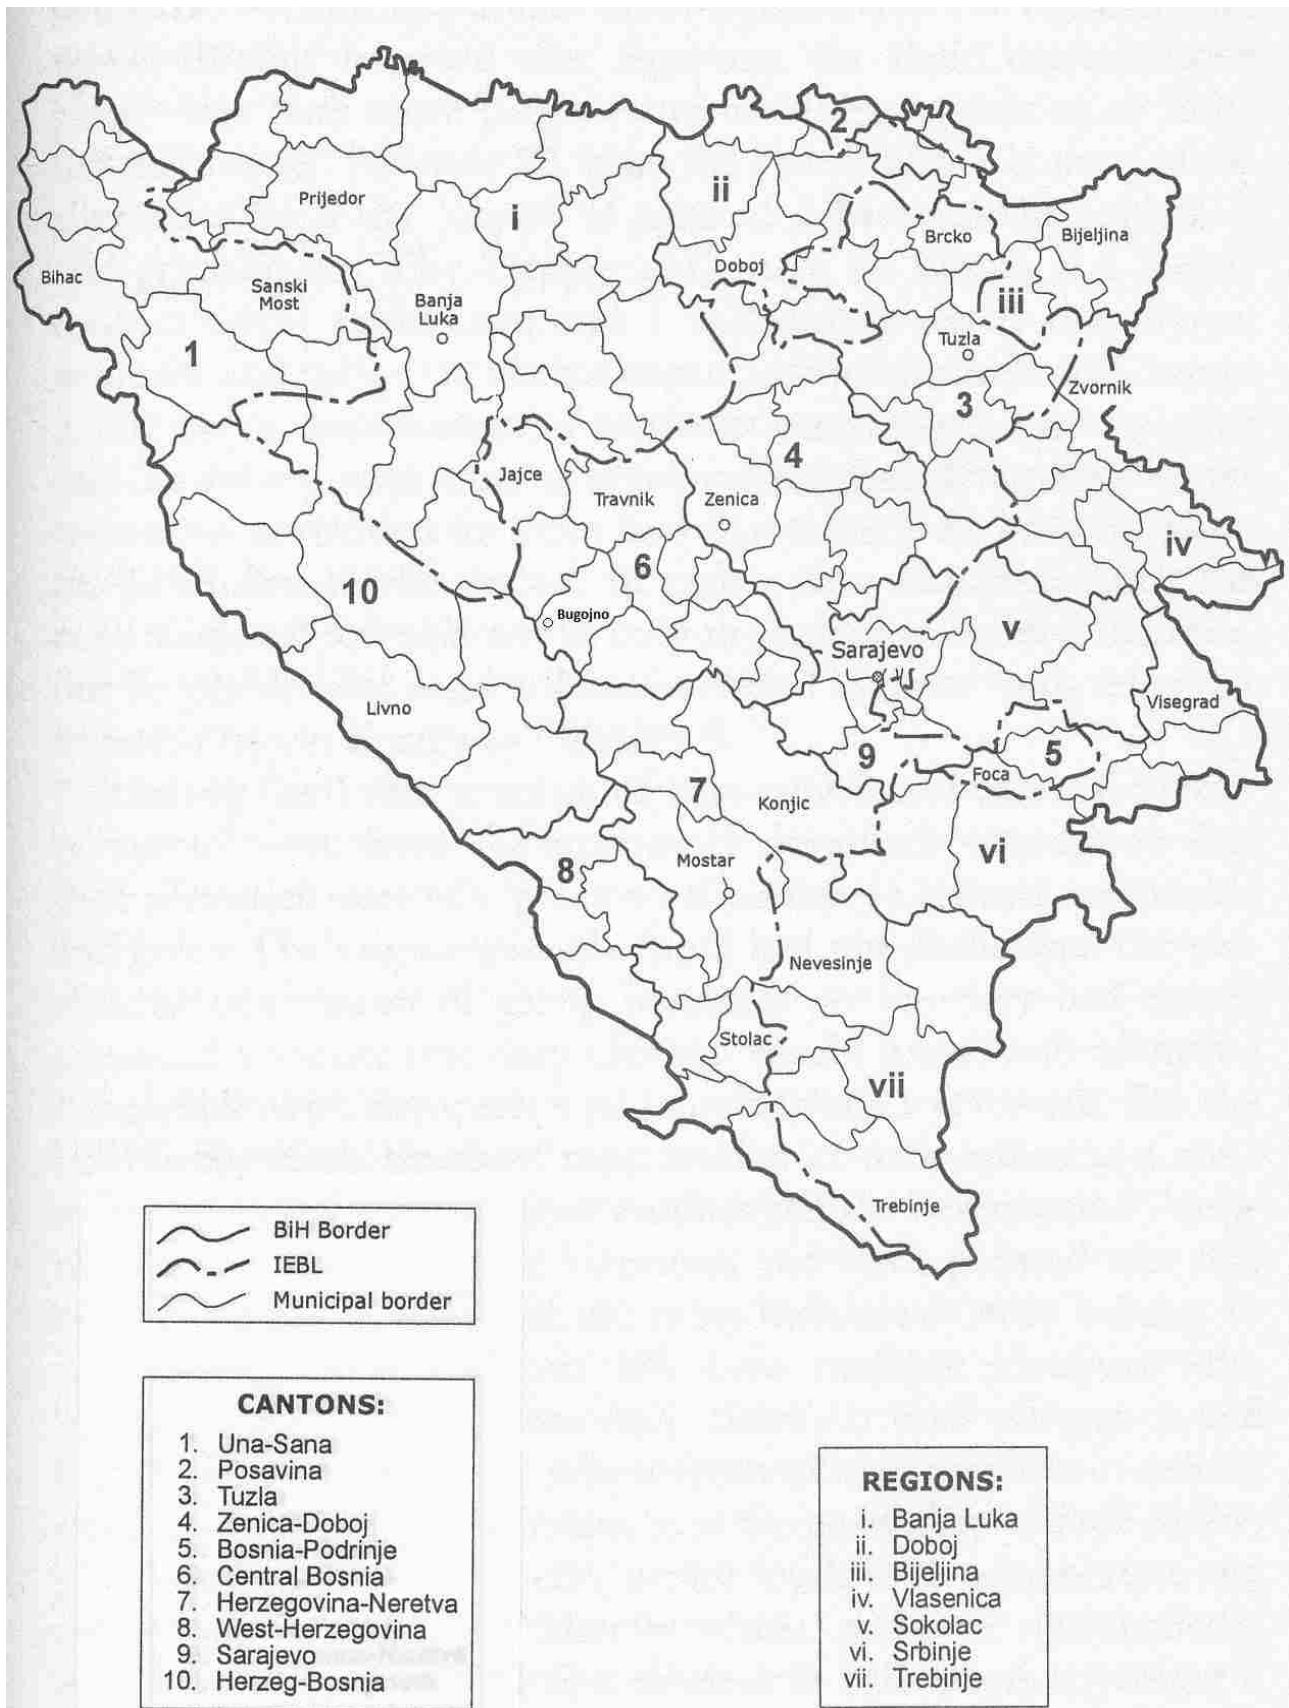 2
Prijedor
ii
i
Brcko
Bijeljina
Bihac
Doboj
Sanski
Most
Banja
Luka
iii
1
Tuzla
Zvornik
3
4
Jajce
Travnik
Zenica
iv
6
10
Bugojno
v
Sarajevo
Livno
Visegrad
9
5
Foca
7
Konjic
vi
8
Mostar
Nevesinje
Stolac
vii
Trebinje
BiH Border
IEBL
Municipal border
CANTONS:
1. Una-Sana
2. Posavina
3. Tuzla
4. Zenica-Doboj
5. Bosnia-Podrinje
6. Central Bosnia
7. Herzegovina-Neretva
8. West-Herzegovina
9. Sarajevo
10. Herzeg-Bosnia
REGIONS:
i. Banja Luka
ii. Doboj
iii. Bijeljina
iv. Vlasenica
v. Sokolac
vi. Srbinje
vii. Trebinje